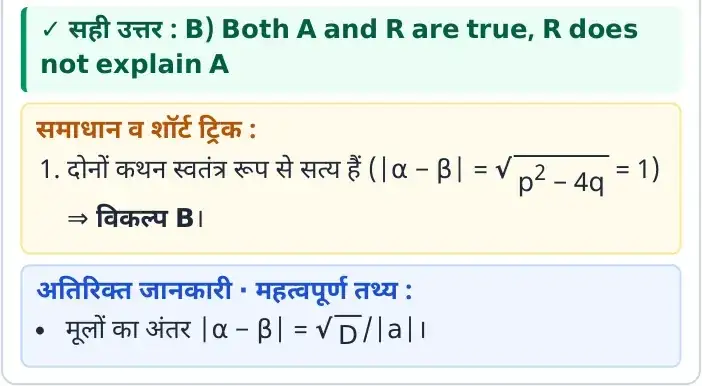 ✓ सही उत्तर : B) Both A and R are true, R does
not explain A
समाधान व शॉर्ट ट्रिक :
1. दोनों कथन स्वतंत्र रूप से सत्य हैं (|α − β| = √p² − 4q = 1)
⇒ विकल्प B।
अतिरिक्त जानकारी · महत्वपूर्ण तथ्य :
• मूलों का अंतर |α − β| = √D/|a|।